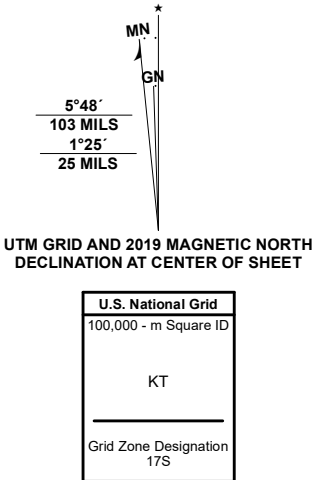 ★
MN
GN
5°48´
103 MILS
1°25´
25 MILS
UTM GRID AND 2019 MAGNETIC NORTH
DECLINATION AT CENTER OF SHEET
U.S. National Grid
100,000 - m Square ID
KT
Grid Zone Designation
17S